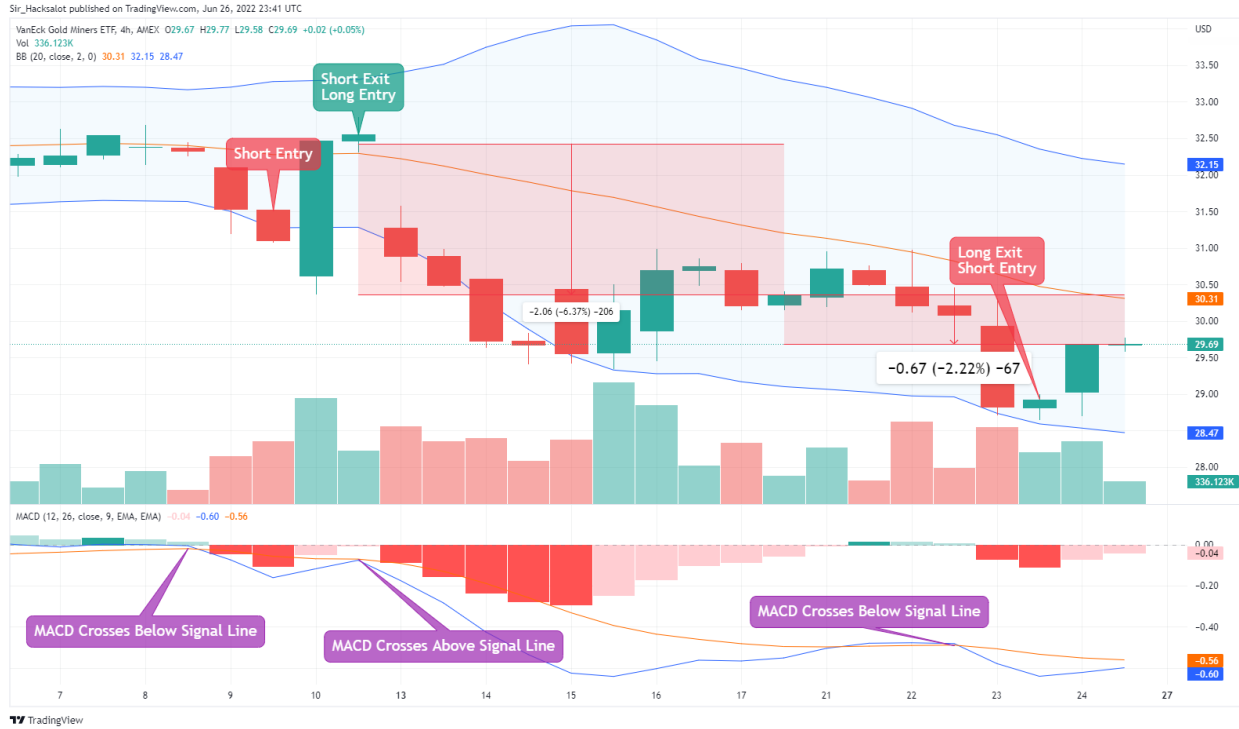 Sir_Hacksalot published on TradingView.com, Jun 26, 2022 23:41 UTC
VanEck Gold Miners ETF, 4h, AMEX O29.67 H29.77 L29.58 C29.69 +0.02 (+0.05%)
USD
Vol 336.123K
BB (20, close, 2, 0) 30.31 32.15 28.47
33.50
33.00
32.50
32.15
32.00
31.50
31.00
30.50
30.31
30.00
29.69
29.50
29.00
28.47
28.00
336.123K
Short Exit
Long Entry
Short Entry
Long Exit
Short Entry
−2.06 (−6.37%) −206
−0.67 (−2.22%) −67
MACD (12, 26, close, 9, EMA, EMA) −0.04 −0.60 −0.56
0.00
−0.04
−0.20
−0.40
−0.56
−0.60
MACD Crosses Below Signal Line
MACD Crosses Above Signal Line
MACD Crosses Below Signal Line
7 8 9 10 13 14 15 16 17 21 22 23 24 27
TradingView